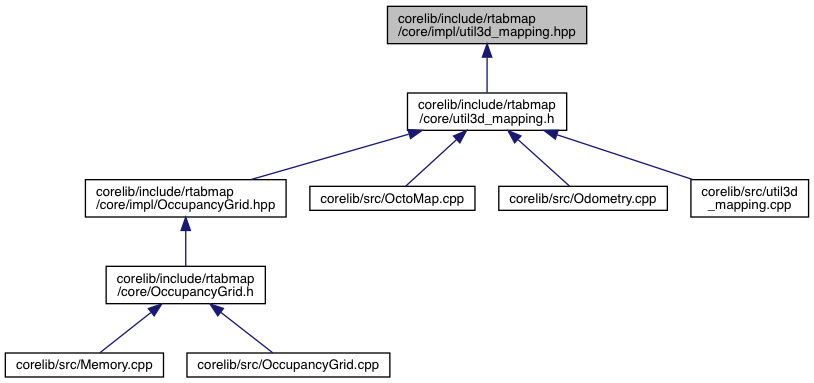 corelib/include/rtabmap
/core/impl/util3d_mapping.hpp
corelib/include/rtabmap
/core/util3d_mapping.h
corelib/include/rtabmap
/core/impl/OccupancyGrid.hpp
corelib/src/OctoMap.cpp
corelib/src/Odometry.cpp
corelib/src/util3d
_mapping.cpp
corelib/include/rtabmap
/core/OccupancyGrid.h
corelib/src/Memory.cpp
corelib/src/OccupancyGrid.cpp